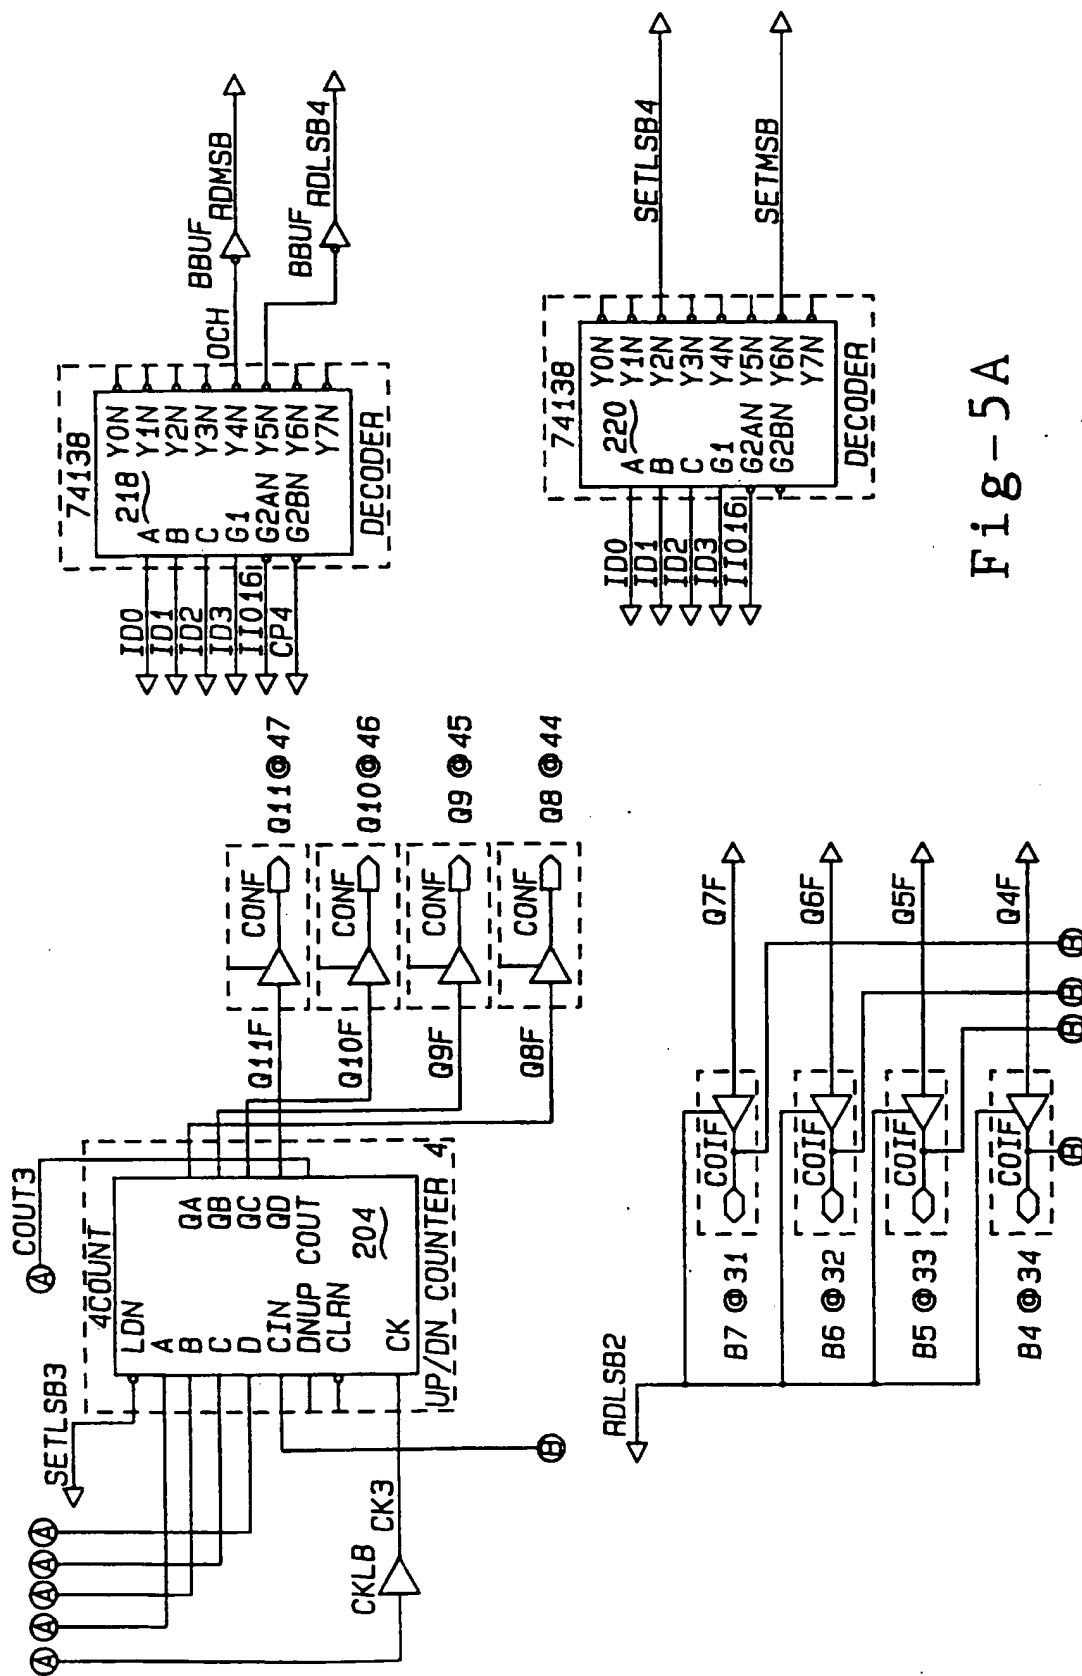 COUT3
A
SETLSB3
A
A
A
A
A
4COUNT
LDN
A
B
C
D
CIN
DNUP
CLRN
CK
QA
QB
QC
QD
COUT
204
UP/DN COUNTER
4
CKLB
CK3
B
Q11F
CONF
Q11@47
Q10F
CONF
Q10@46
Q9F
CONF
Q9@45
Q8F
CONF
Q8@44
74138
218
A
B
C
G1
G2AN
G2BN
Y0N
Y1N
Y2N
Y3N
Y4N
Y5N
Y6N
Y7N
DECODER
ID0
ID1
ID2
ID3
IIO16
CP4
OCH
BBUF
RDMSB
BBUF
RDLSB4
RDLSB2
B7@31
COIF
Q7F
B6@32
COIF
Q6F
B5@33
COIF
Q5F
B4@34
COIF
Q4F
B
B
B
B
74138
220
A
B
C
G1
G2AN
G2BN
Y0N
Y1N
Y2N
Y3N
Y4N
Y5N
Y6N
Y7N
DECODER
ID0
ID1
ID2
ID3
IIO16
SETLSB4
SETMSB
Fig-5A